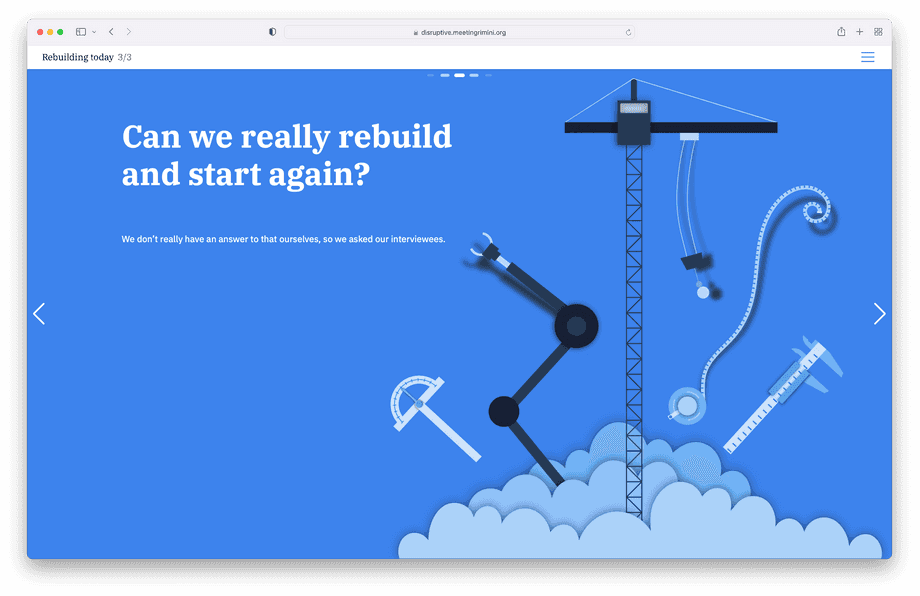 disruptive.meetingrimini.org
Rebuilding today 3/3
Can we really rebuild
and start again?
We don't really have an answer to that ourselves, so we asked our interviewees.